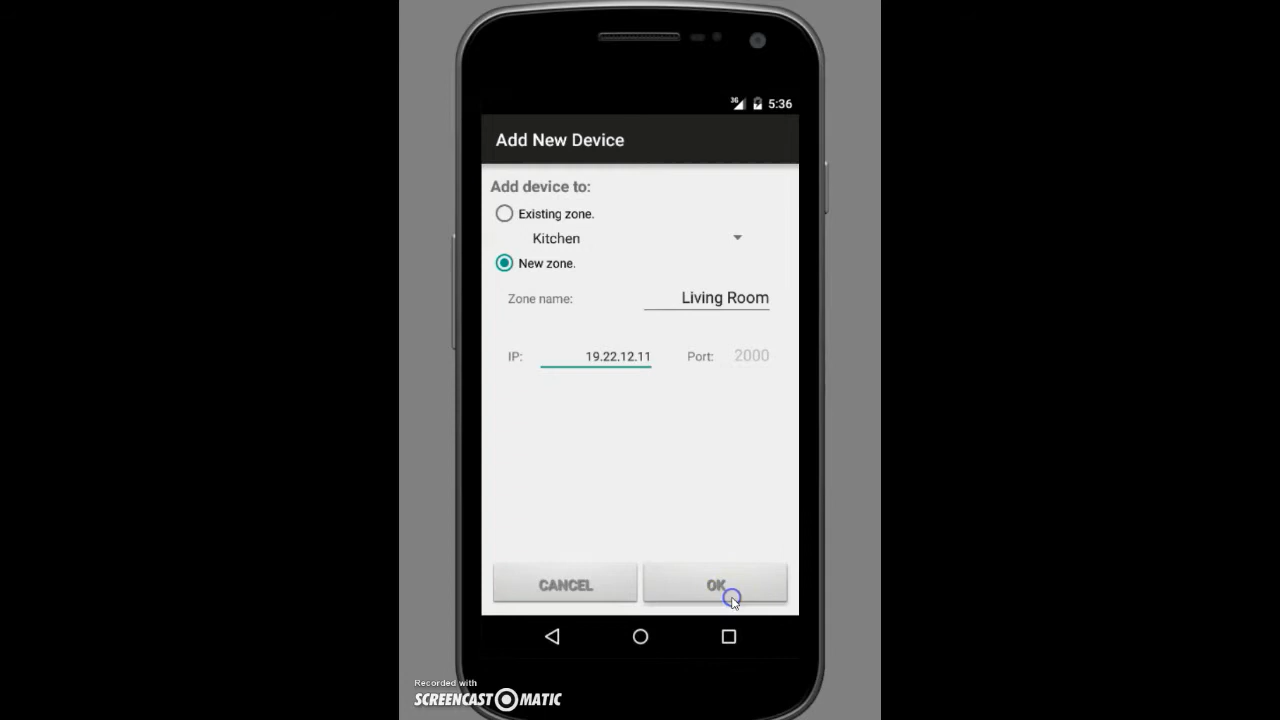 3G 5:36
Add New Device
Add device to:
Existing zone.
Kitchen
New zone.
Zone name: Living Room
IP: 19.22.12.11 Port: 2000
CANCEL OK
Recorded with
SCREENCAST MATIC